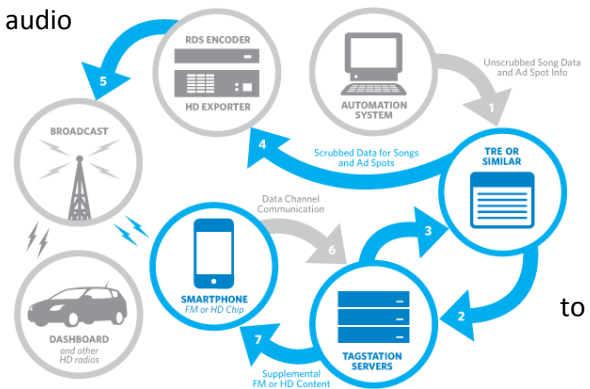 audio
RDS ENCODER
HD EXPORTER
5
AUTOMATION
SYSTEM
Unscrubbed Song Data
and Ad Spot Info
1
BROADCAST
4
Scrubbed Data for Songs
and Ad Spots
TRE OR
SIMILAR
Data Channel
Communication
6
3
SMARTPHONE
FM or HD Chip
2
to
DASHBOARD
and other
HD radios
7
TAGSTATION
SERVERS
Supplemental
FM or HD Content